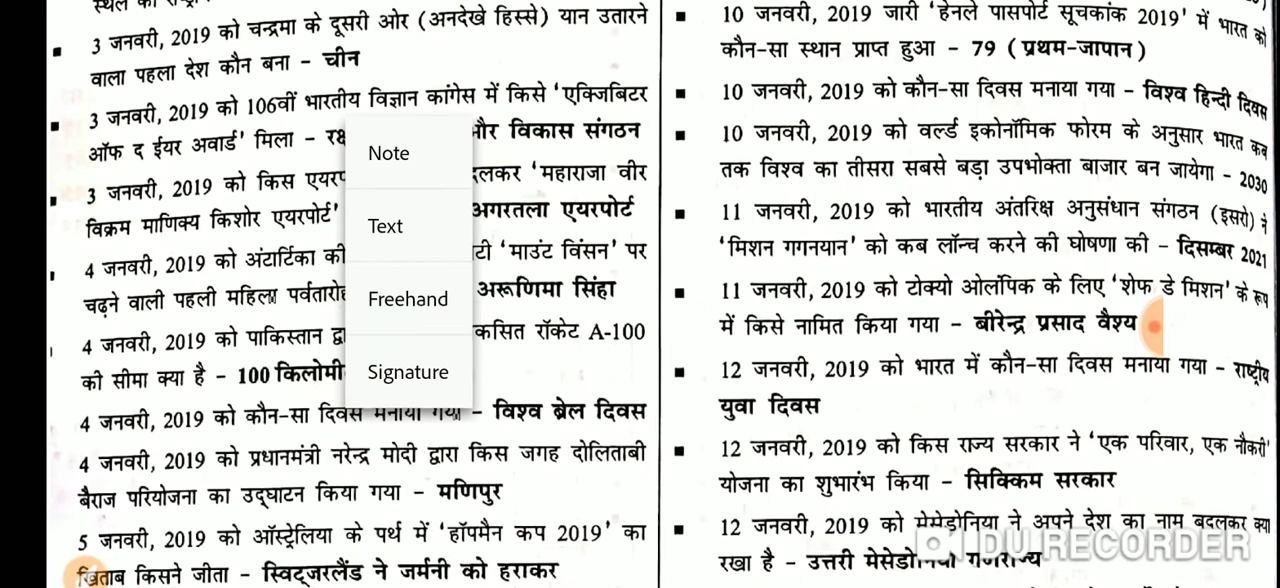 3 जनवरी, 2019 को चन्द्रमा के दूसरी ओर (अनदेखे हिस्से) यान उतारने
वाला पहला देश कौन बना - चीन
3 जनवरी, 2019 को 106वीं भारतीय विज्ञान कांगेस में किसे 'एक्जिबिटर
ऑफ द ईयर अवार्ड' मिला - और विकास संगठन
3 जनवरी, 2019 को किस 'महाराजा वीर
विक्रम माणिक्य किशोर एयरपोर्ट' अगरतला एयरपोर्ट
4 जनवरी, 2019 को अंटार्टिका की 'माउंट विंसन' पर
चढ़ने वाली पहली महिला अरूणिमा सिंहा
4 जनवरी, 2019 को पाकिस्तान रॉकेट A-100
की सीमा क्या है - 100
4 जनवरी, 2019 को कौन-सा दिवस मनाया गया - विश्व ब्रेल दिवस
4 जनवरी, 2019 को प्रधानमंत्री नरेन्द्र मोदी द्वारा किस जगह दोलिताबी
बैराज परियोजना का उद्घाटन किया गया - मणिपुर
5 जनवरी, 2019 को ऑस्ट्रेलिया के पर्थ में 'हॉपमैन कप 2019' का
खिताब किसने जीता - स्विट्जरलैंड ने जर्मनी को हराकर
Note
Text
Freehand
Signature
10 जनवरी, 2019 जारी 'हेनले पासपोर्ट सूचकांक 2019' में भारत को
कौन-सा स्थान प्राप्त हुआ - 79 (प्रथम-जापान)
10 जनवरी, 2019 को कौन-सा दिवस मनाया गया - विश्व हिन्दी दिवस
10 जनवरी, 2019 को वर्ल्ड इकोनॉमिक फोरम के अनुसार भारत कब
तक विश्व का तीसरा सबसे बड़ा उपभोक्ता बाजार बन जायेगा - 2030
11 जनवरी, 2019 को भारतीय अंतरिक्ष अनुसंधान संगठन (इसरो) ने
'मिशन गगनयान' को कब लॉन्च करने की घोषणा की - दिसम्बर 2021
11 जनवरी, 2019 को टोक्यो ओलंपिक के लिए 'शेफ डे मिशन' के रूप
में किसे नामित किया गया - बीरेन्द्र प्रसाद वैश्य
12 जनवरी, 2019 को भारत में कौन-सा दिवस मनाया गया - राष्ट्रीय
युवा दिवस
12 जनवरी, 2019 को किस राज्य सरकार ने 'एक परिवार, एक नौकरी'
योजना का शुभारंभ किया - सिक्किम सरकार
12 जनवरी, 2019 को मेसेडोनिया ने अपने देश का नाम बदलकर क्या
रखा है - उत्तरी मेसेडोनिया गणराज्य
DU RECORDER